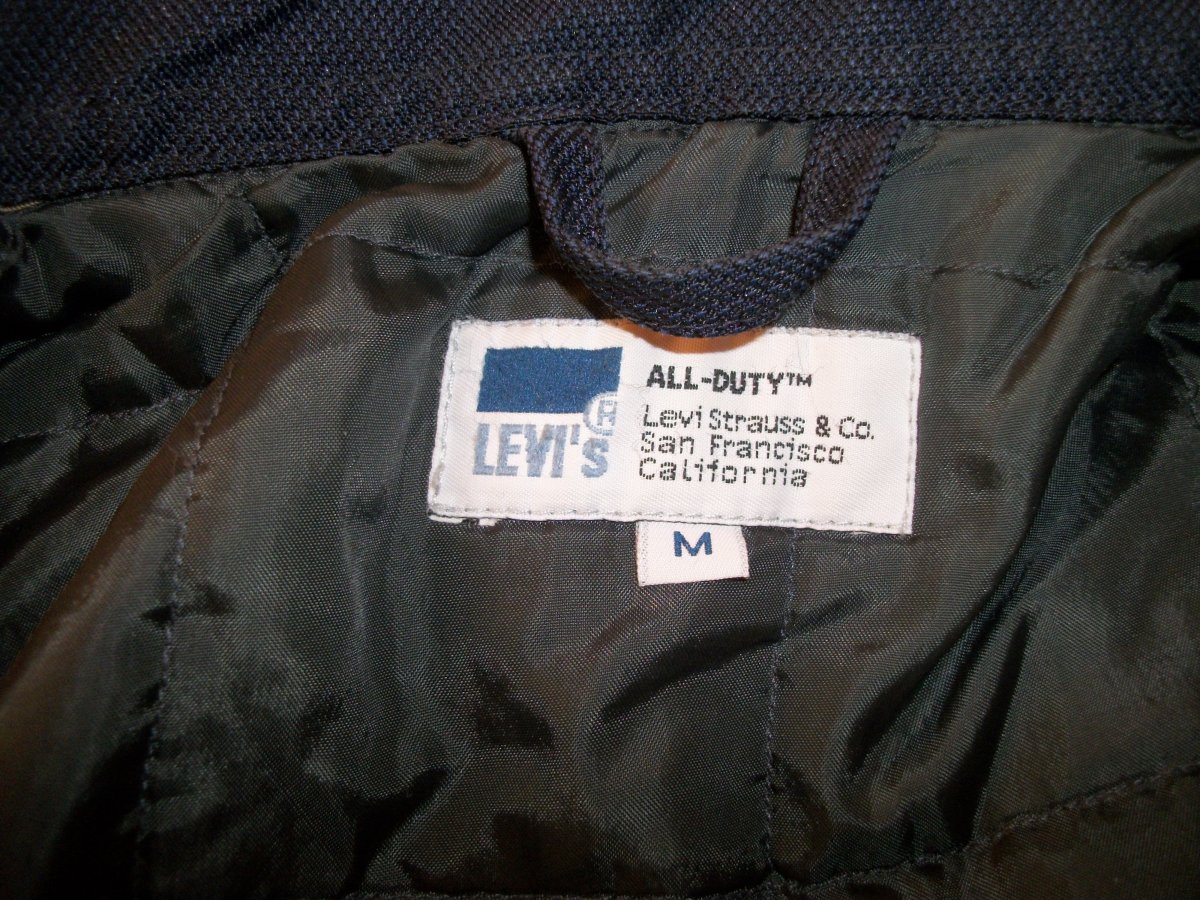 LEVI's ®
ALL-DUTY™
Levi Strauss & Co.
San Francisco
California
M